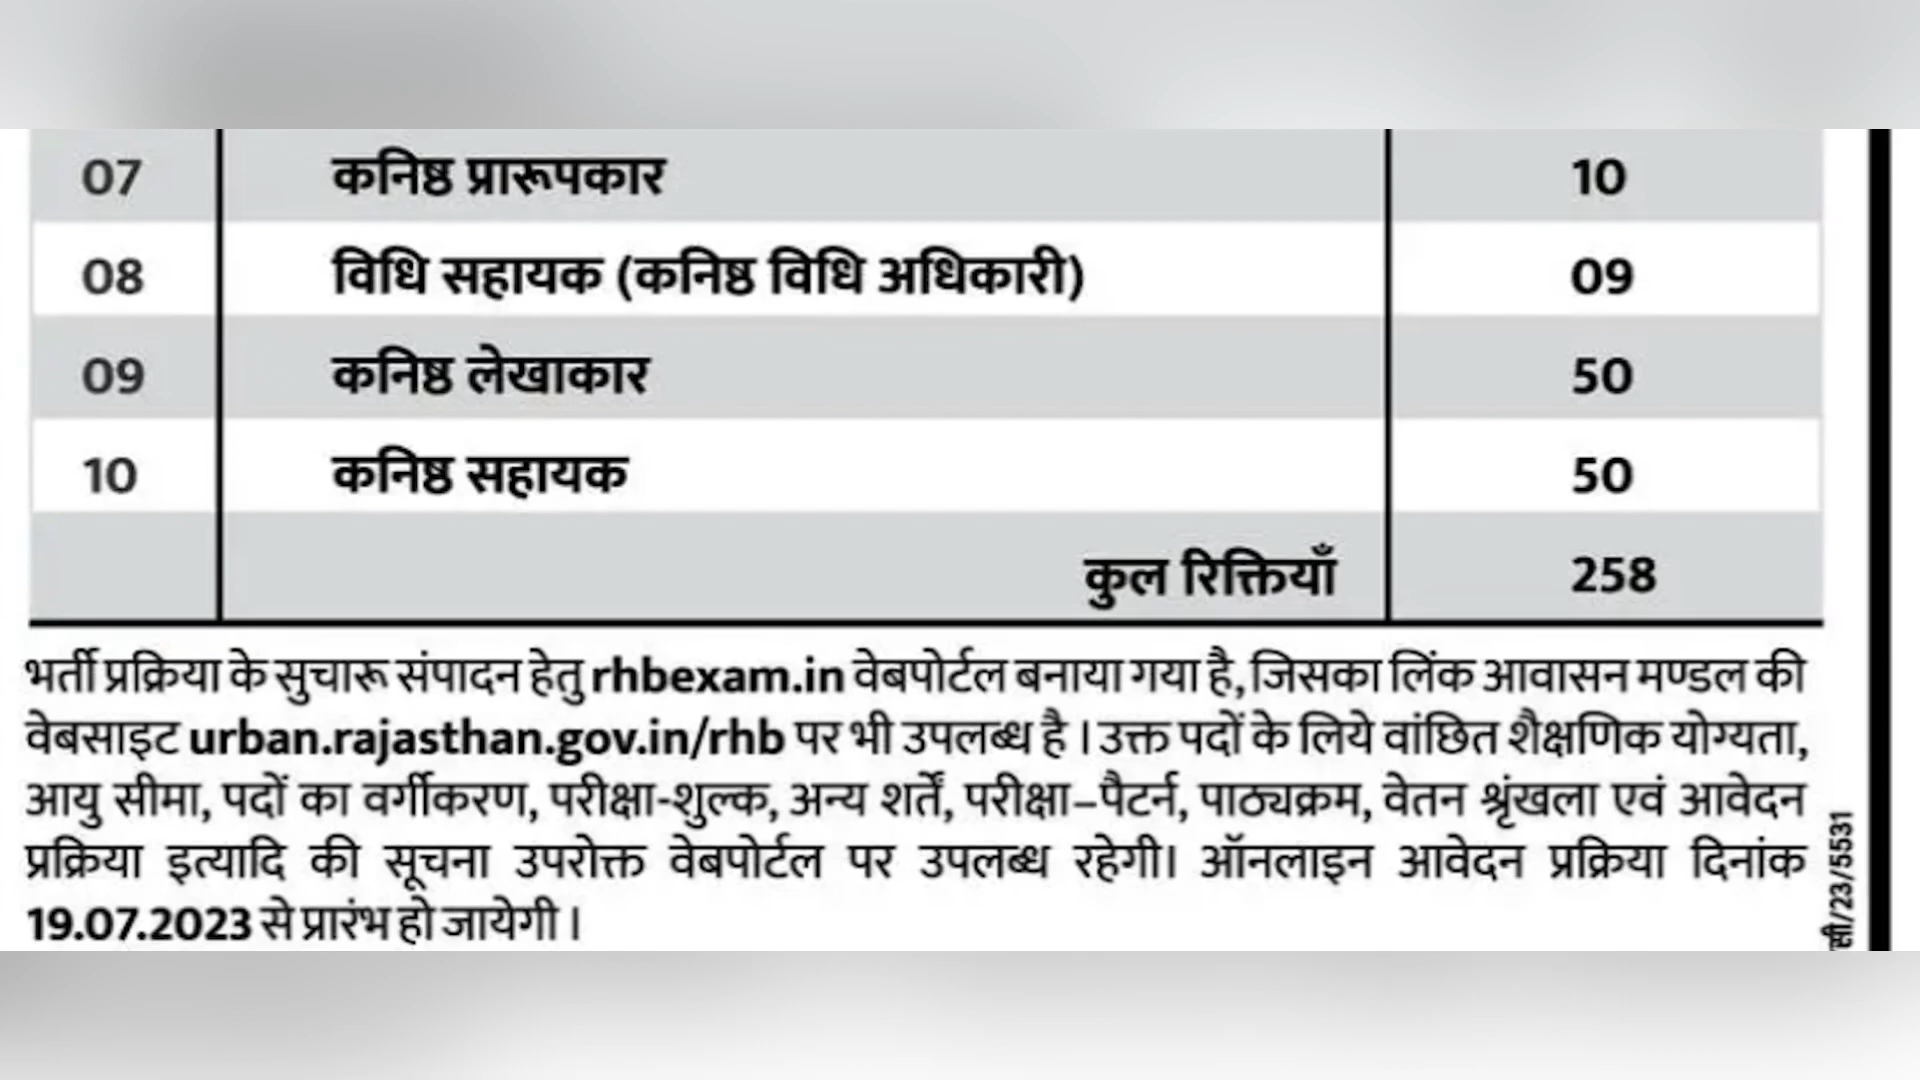 07 कनिष्ठ प्रारूपकार 10
08 विधि सहायक (कनिष्ठ विधि अधिकारी) 09
09 कनिष्ठ लेखाकार 50
10 कनिष्ठ सहायक 50
कुल रिक्तियाँ 258
भर्ती प्रक्रिया के सुचारू संपादन हेतु rhbexam.in वेबपोर्टल बनाया गया है, जिसका लिंक आवासन मण्डल की
वेबसाइट urban.rajasthan.gov.in/rhb पर भी उपलब्ध है । उक्त पदों के लिये वांछित शैक्षणिक योग्यता,
आयु सीमा, पदों का वर्गीकरण, परीक्षा-शुल्क, अन्य शर्तें, परीक्षा–पैटर्न, पाठ्यक्रम, वेतन श्रृंखला एवं आवेदन
प्रक्रिया इत्यादि की सूचना उपरोक्त वेबपोर्टल पर उपलब्ध रहेगी। ऑनलाइन आवेदन प्रक्रिया दिनांक
19.07.2023 से प्रारंभ हो जायेगी ।
सी/23/5531